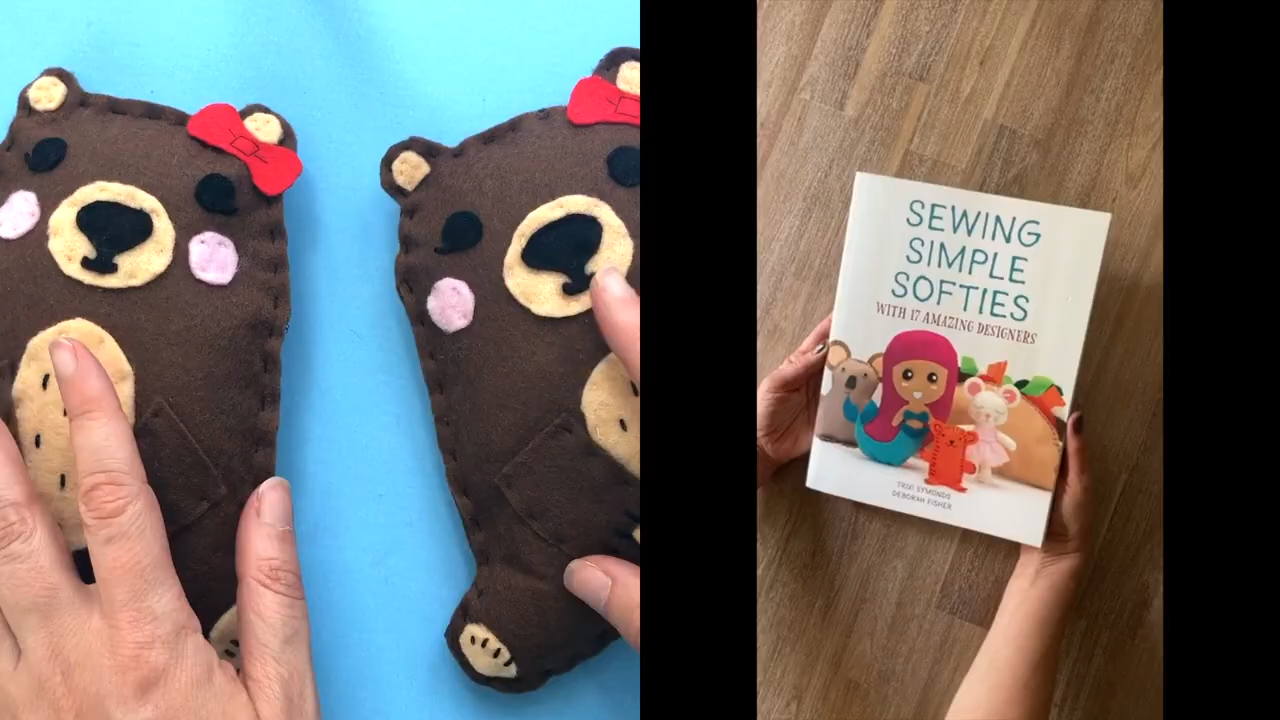 SEWING
SIMPLE
SOFTIES
WITH 17 AMAZING DESIGNERS
TRIXI SYMONDS
DEBORAH FISHER